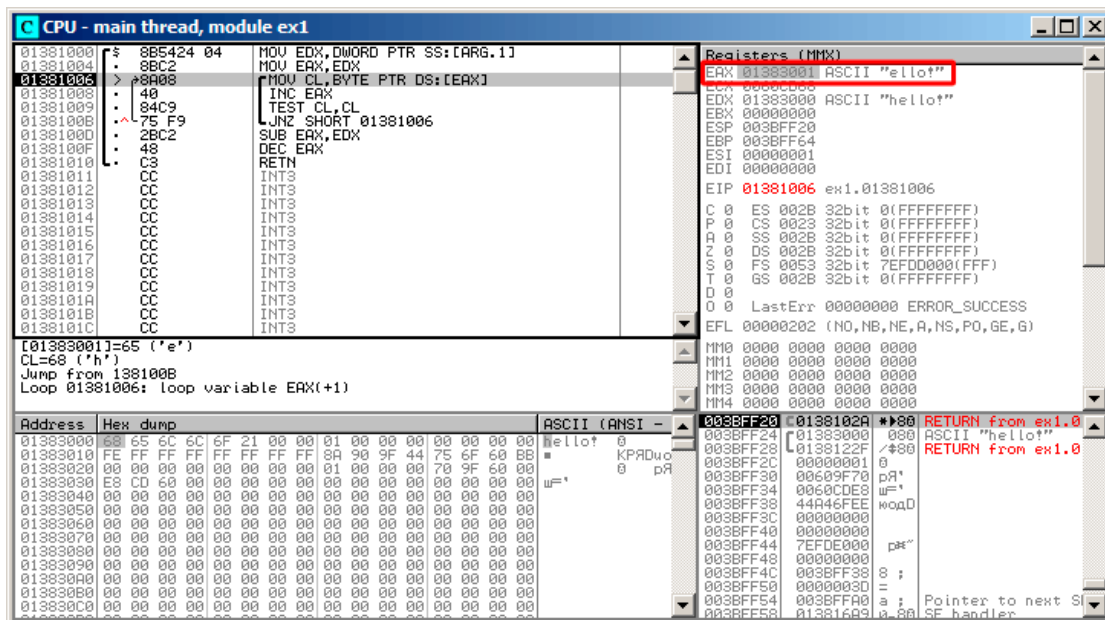 CPU - main thread, module ex1
01381000 $ 8B5424 04 MOV EDX,DWORD PTR SS:[ARG.1]
01381004 . 8BC2 MOV EAX,EDX
01381006 > 8A08 MOV CL,BYTE PTR DS:[EAX]
01381008 . 40 INC EAX
01381009 . 84C9 TEST CL,CL
0138100B .^ 75 F9 JNZ SHORT 01381006
0138100D . 2BC2 SUB EAX,EDX
0138100F . 48 DEC EAX
01381010 . C3 RETN
01381011 CC INT3
01381012 CC INT3
01381013 CC INT3
01381014 CC INT3
01381015 CC INT3
01381016 CC INT3
01381017 CC INT3
01381018 CC INT3
01381019 CC INT3
0138101A CC INT3
0138101B CC INT3
0138101C CC INT3
[01383001]=65 ('e')
CL=68 ('h')
Jump from 138100B
Loop 01381006: loop variable EAX(+1)
Registers (MMX)
EAX 01383001 ASCII "ello!"
EDX 01383000 ASCII "hello!"
EBX 00000000
ESP 003BFF20
EBP 003BFF64
ESI 00000001
EDI 00000000
EIP 01381006 ex1.01381006
C 0 ES 002B 32bit 0(FFFFFFFF)
P 0 CS 0023 32bit 0(FFFFFFFF)
A 0 SS 002B 32bit 0(FFFFFFFF)
Z 0 DS 002B 32bit 0(FFFFFFFF)
S 0 FS 0053 32bit 7EFDD000(FFF)
T 0 GS 002B 32bit 0(FFFFFFFF)
D 0
O 0 LastErr 00000000 ERROR_SUCCESS
EFL 00000202 (NO,NB,NE,A,NS,PO,GE,G)
MM0 0000 0000 0000 0000
MM1 0000 0000 0000 0000
MM2 0000 0000 0000 0000
MM3 0000 0000 0000 0000
MM4 0000 0000 0000 0000
Address Hex dump ASCII (ANSI -
01383000 68 65 6C 6C 6F 21 00 00 01 00 00 00 00 00 00 00 hello!
01383010 FE FF FF FF FF FF FF FF 8A 90 9F 44 75 6F 60 BB
01383020 00 00 00 00 00 00 00 00 01 00 00 00 70 9F 60 00
01383030 E8 CD 60 00 00 00 00 00 00 00 00 00 00 00 00 00
01383040 00 00 00 00 00 00 00 00 00 00 00 00 00 00 00 00
01383050 00 00 00 00 00 00 00 00 00 00 00 00 00 00 00 00
01383060 00 00 00 00 00 00 00 00 00 00 00 00 00 00 00 00
01383070 00 00 00 00 00 00 00 00 00 00 00 00 00 00 00 00
01383080 00 00 00 00 00 00 00 00 00 00 00 00 00 00 00 00
01383090 00 00 00 00 00 00 00 00 00 00 00 00 00 00 00 00
013830A0 00 00 00 00 00 00 00 00 00 00 00 00 00 00 00 00
013830B0 00 00 00 00 00 00 00 00 00 00 00 00 00 00 00 00
013830C0 00 00 00 00 00 00 00 00 00 00 00 00 00 00 00 00
003BFF20 0138102A RETURN from ex1.0
003BFF24 01383000 ASCII "hello!"
003BFF28 0138122F RETURN from ex1.0
003BFF2C 00000001
003BFF30 00609F70
003BFF34 0060CDE8
003BFF38 44A46FEE
003BFF3C 00000000
003BFF40 00000000
003BFF44 7EFDE000
003BFF48 00000000
003BFF4C 003BFF38 8 ;
003BFF50 0000003D =
003BFF54 003BFFA0 a ; Pointer to next S
003BFF58 013816A9 SE handler